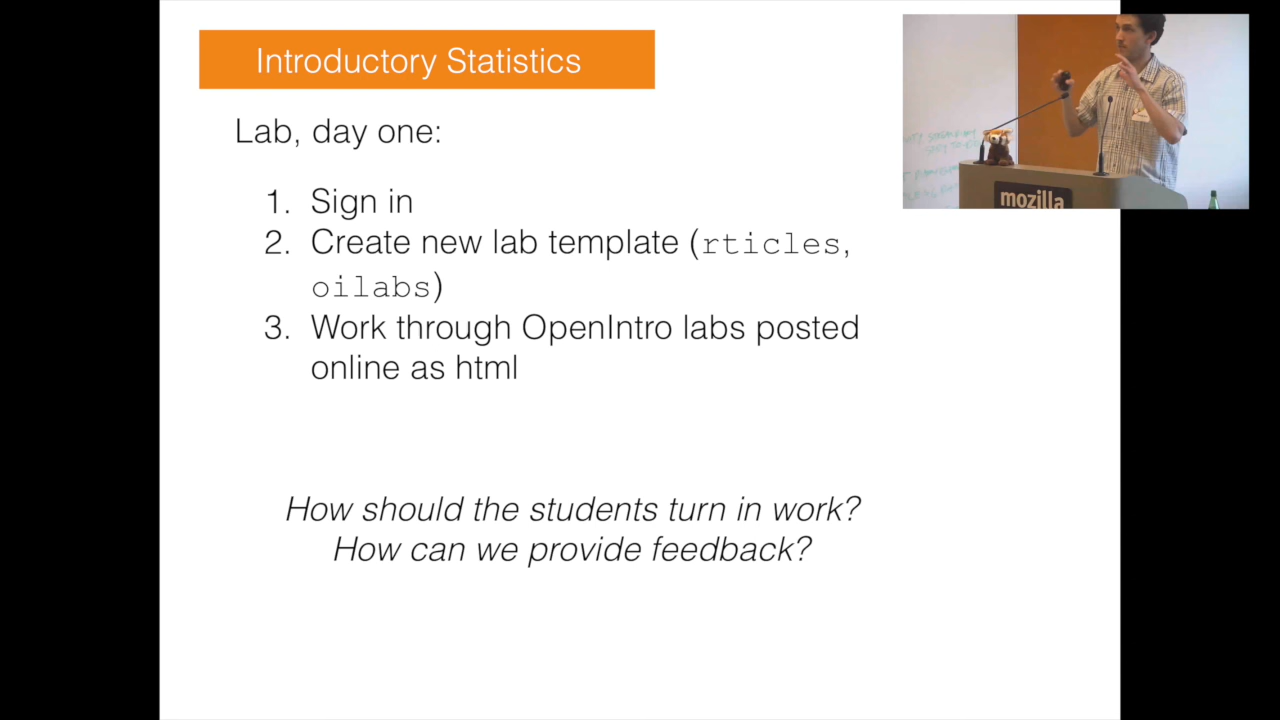 Introductory Statistics
Lab, day one:
1. Sign in
2. Create new lab template (rticles,
oilabs)
3. Work through OpenIntro labs posted
online as html
How should the students turn in work?
How can we provide feedback?
mozilla